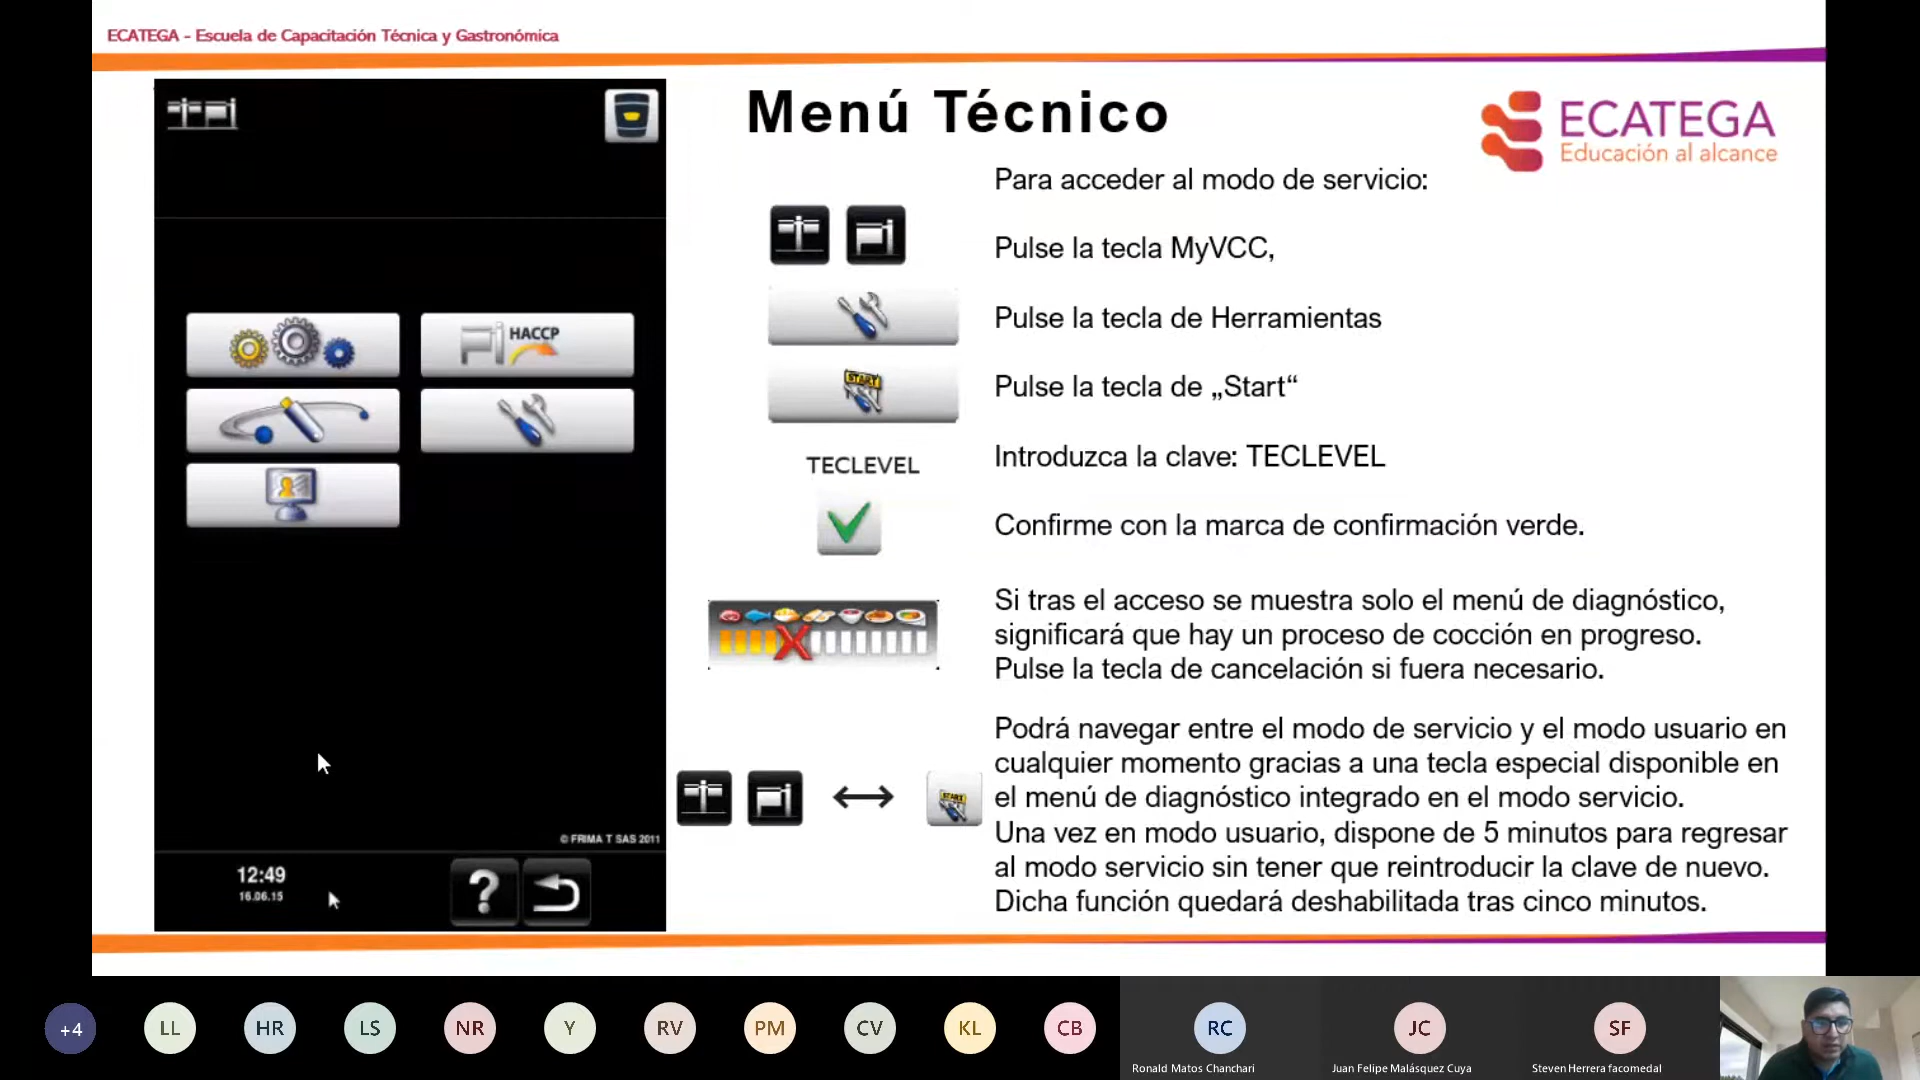 ECATEGA - Escuela de Capacitación Técnica y Gastronómica
Menú Técnico
ECATEGA
Educación al alcance
Para acceder al modo de servicio:
Pulse la tecla MyVCC,
HACCP
Pulse la tecla de Herramientas
START
Pulse la tecla de „Start“
TECLEVEL
Introduzca la clave: TECLEVEL
Confirme con la marca de confirmación verde.
Si tras el acceso se muestra solo el menú de diagnóstico,
significará que hay un proceso de cocción en progreso.
Pulse la tecla de cancelación si fuera necesario.
Podrá navegar entre el modo de servicio y el modo usuario en
cualquier momento gracias a una tecla especial disponible en
el menú de diagnóstico integrado en el modo servicio.
START
Una vez en modo usuario, dispone de 5 minutos para regresar
al modo servicio sin tener que reintroducir la clave de nuevo.
Dicha función quedará deshabilitada tras cinco minutos.
© FRIMA T SAS 2011
12:49
16.06.15
?
+4
LL
HR
LS
NR
Y
RV
PM
CV
KL
CB
RC
JC
SF
Ronald Matos Chanchari
Juan Felipe Malásquez Cuya
Steven Herrera facomedal